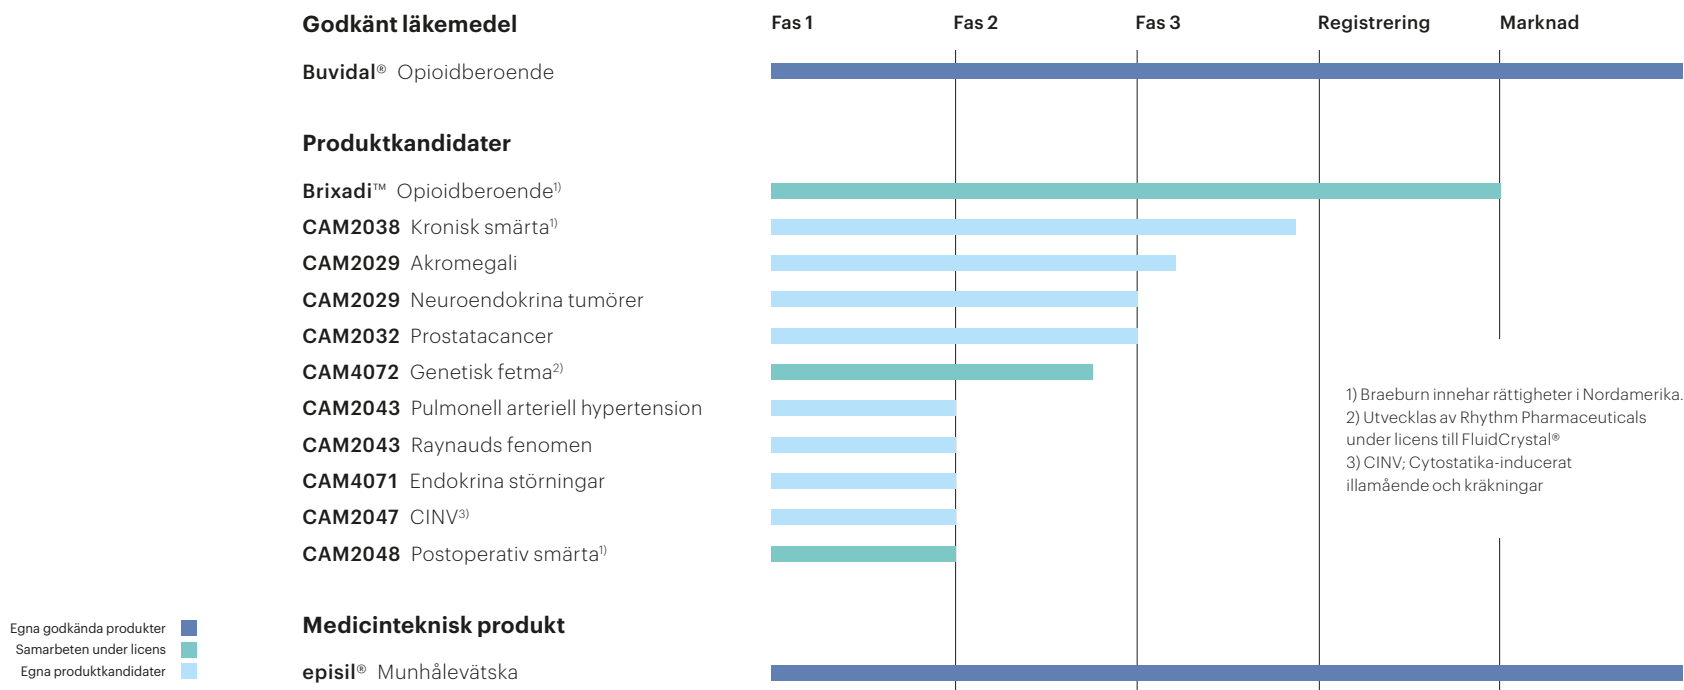 Godkänt läkemedel
Fas 1
Fas 2
Fas 3
Registrering
Marknad
Buvidal® Opioidberoende
Produktkandidater
Brixadi™ Opioidberoende1)
CAM2038 Kronisk smärta1)
CAM2029 Akromegali
CAM2029 Neuroendokrina tumörer
CAM2032 Prostatacancer
CAM4072 Genetisk fetma2)
CAM2043 Pulmonell arteriell hypertension
CAM2043 Raynauds fenomen
CAM4071 Endokrina störningar
CAM2047 CINV3)
CAM2048 Postoperativ smärta1)
1) Braeburn innehar rättigheter i Nordamerika.
2) Utvecklas av Rhythm Pharmaceuticals
under licens till FluidCrystal®
3) CINV; Cytostatika-inducerat
illamående och kräkningar
Medicinteknisk produkt
episil® Munhålevätska
Egna godkända produkter
Samarbeten under licens
Egna produktkandidater